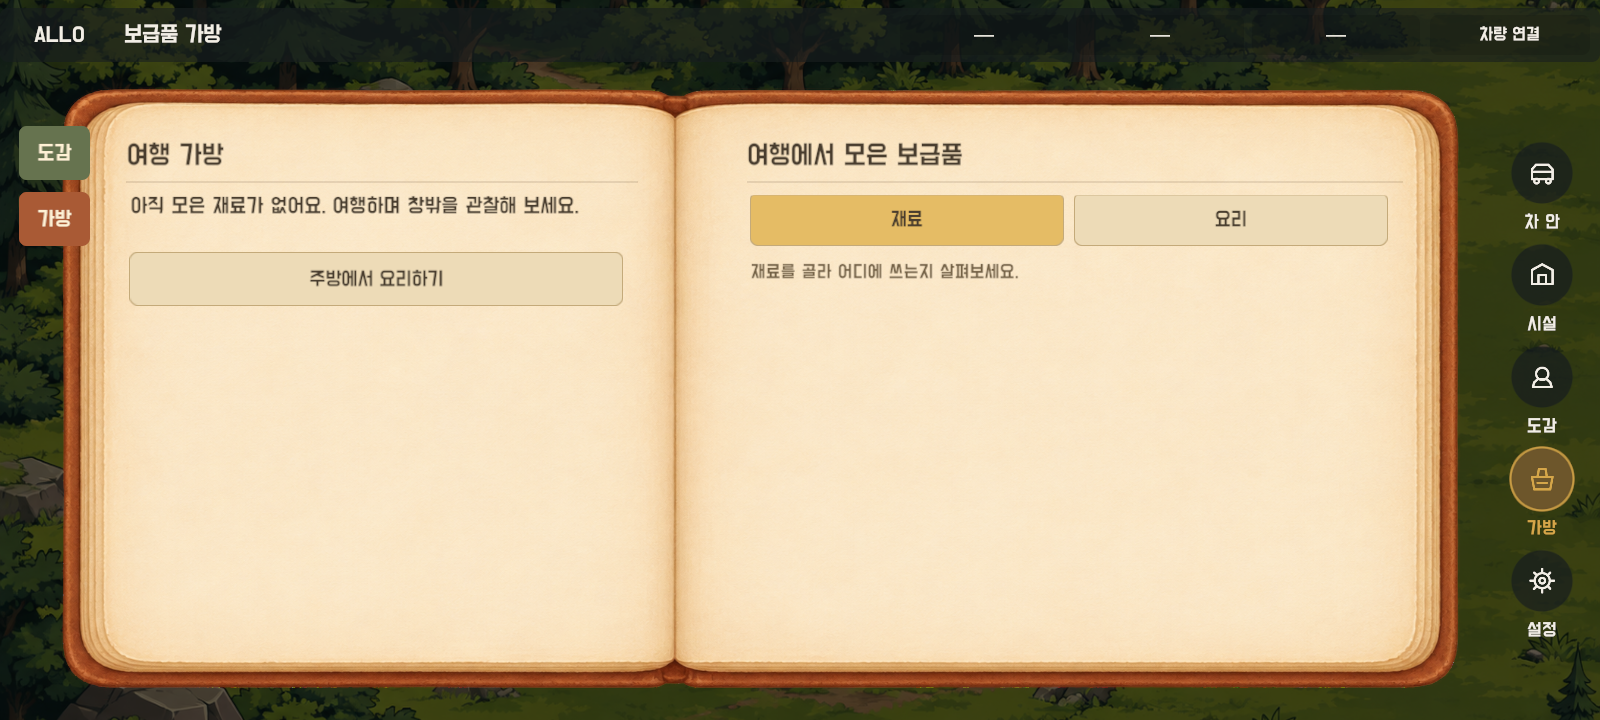 ALLO 보급품 가방 — — — 차량 연결
도감
가방
여행 가방
아직 모은 재료가 없어요. 여행하며 창밖을 관찰해 보세요.
주방에서 요리하기
여행에서 모은 보급품
재료 요리
재료를 골라 어디에 쓰는지 살펴보세요.
차 안
시설
도감
가방
설정